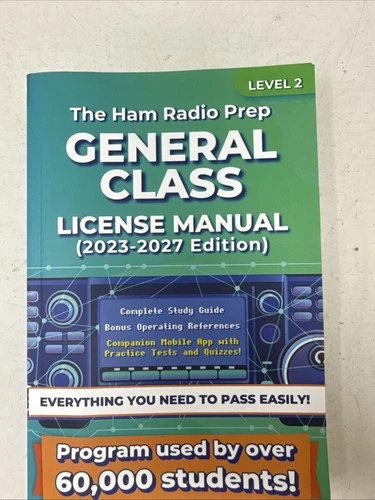 LEVEL 2
The Ham Radio Prep
GENERAL
CLASS
LICENSE MANUAL
(2023-2027 Edition)
Complete Study Guide
Bonus Operating References
Companion Mobile App with
Practice Tests and Quizzes!
EVERYTHING YOU NEED TO PASS EASILY!
Program used by over
60,000 students!